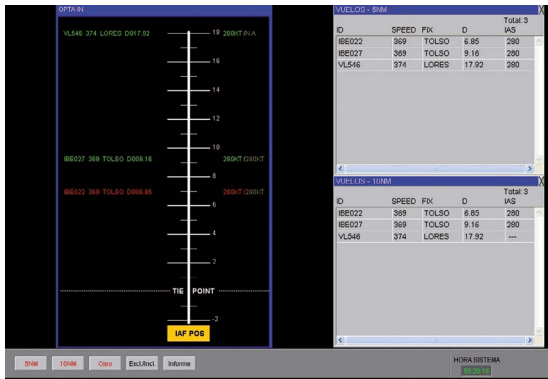 OPTA-IN
VL546 374 LORES D017.92 18 280KT/N.A.
16
14
12
10
IBE027 369 TOLSO D009.16 280KT/280KT
8
IBE022 369 TOLSO D006.85 280KT/280KT
6
4
2
TIE POINT
-2
IAF POS
VUELOS - 5NM X
Total: 3
ID SPEED FIX D IAS
IBE022 369 TOLSO 6.85 280
IBE027 369 TOLSO 9.16 280
VL546 374 LORES 17.92 280
VUELOS - 10NM X
Total: 3
ID SPEED FIX D IAS
IBE022 369 TOLSO 6.85 280
IBE027 369 TOLSO 9.16 280
VL546 374 LORES 17.92 ---
5NM 10NM Oceo Excl./Incl. Informe
HORA SISTEMA